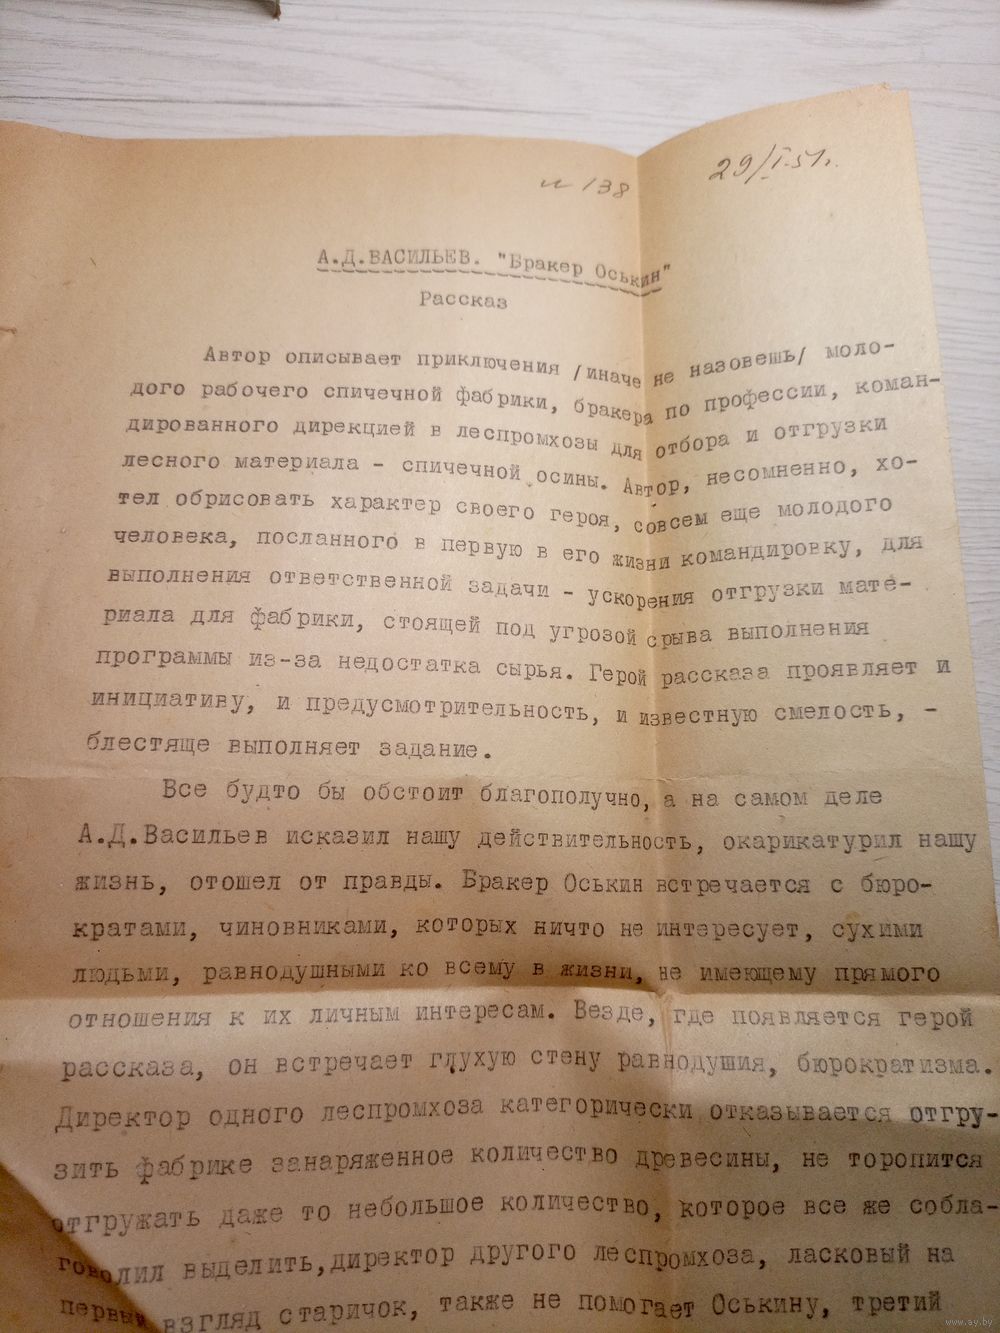 и 138
29/I-51г.
А.Д.ВАСИЛЬЕВ. "Бракер Оськин"
Рассказ
Автор описывает приключения /иначе не назовешь/ моло-
дого рабочего спичечной фабрики, бракера по профессии, коман-
дированного дирекцией в леспромхозы для отбора и отгрузки
лесного материала - спичечной осины. Автор, несомненно, хо-
тел обрисовать характер своего героя, совсем еще молодого
человека, посланного в первую в его жизни командировку, для
выполнения ответственной задачи - ускорения отгрузки мате-
риала для фабрики, стоящей под угрозой срыва выполнения
программы из-за недостатка сырья. Герой рассказа проявляет и
инициативу, и предусмотрительность, и известную смелость, -
блестяще выполняет задание.
Все будто бы обстоит благополучно, а на самом деле
А.Д.Васильев исказил нашу действительность, окарикатурил нашу
жизнь, отошел от правды. Бракер Оськин встречается с бюро-
кратами, чиновниками, которых ничто не интересует, сухими
людьми, равнодушными ко всему в жизни, не имеющему прямого
отношения к их личным интересам. Везде, где появляется герой
рассказа, он встречает глухую стену равнодушия, бюрократизма.
Директор одного леспромхоза категорически отказывается отгру-
зить фабрике занаряженное количество древесины, не торопится
отгружать даже то небольшое количество, которое все же собла-
говолил выделить, директор другого леспромхоза, ласковый на
первый взгляд старичок, также не помогает Оськину, третий
www.ay.by